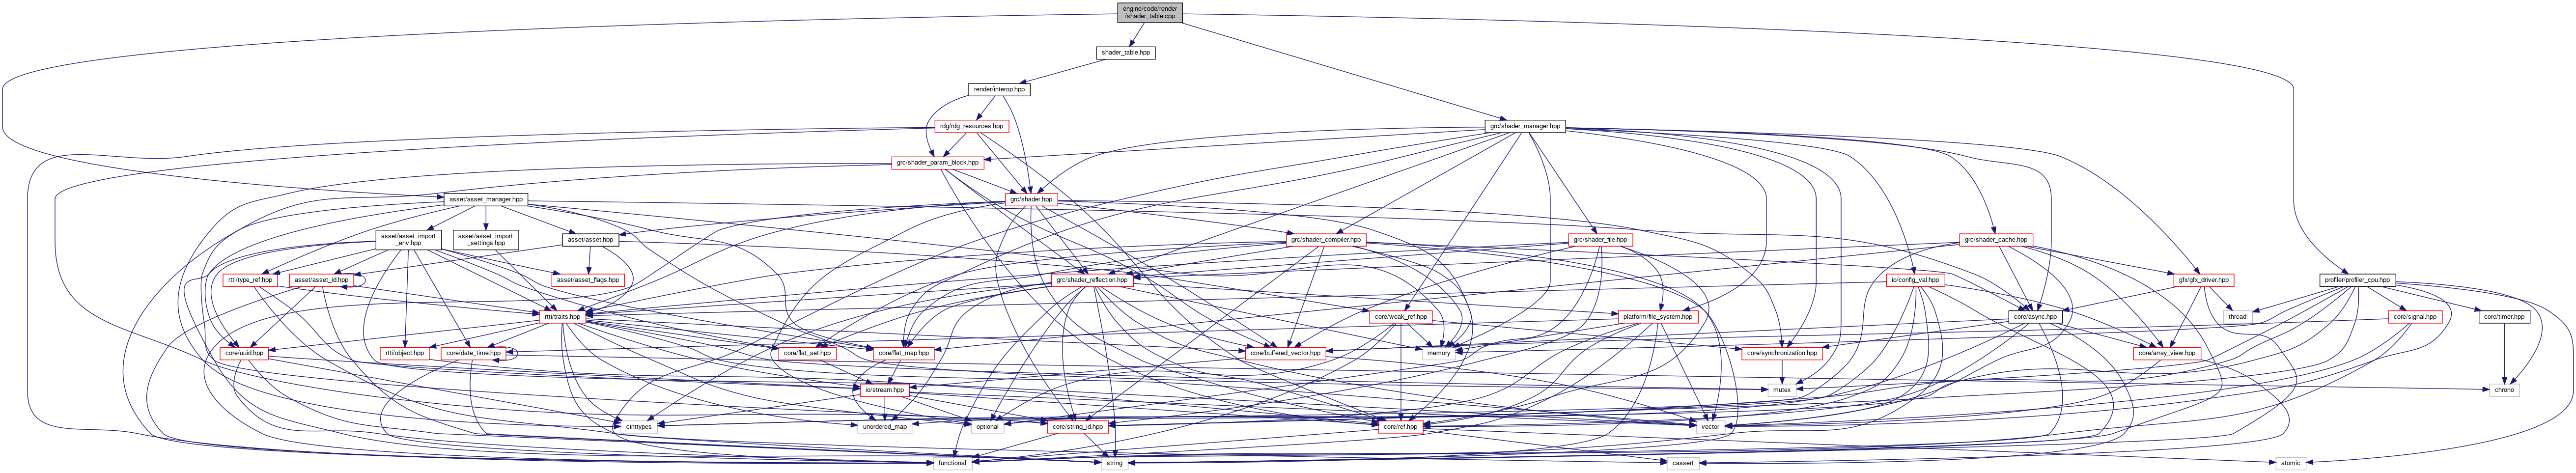 engine/code/render
/shader_table.cpp
shader_table.hpp
render/interop.hpp
rdg/rdg_resources.hpp
grc/shader_manager.hpp
grc/shader_param_block.hpp
asset/asset_manager.hpp
grc/shader.hpp
asset/asset_import
_env.hpp
asset/asset_import
_settings.hpp
asset/asset.hpp
grc/shader_compiler.hpp
grc/shader_file.hpp
grc/shader_cache.hpp
rtti/type_ref.hpp
asset/asset_id.hpp
asset/asset_flags.hpp
grc/shader_reflection.hpp
io/config_val.hpp
gfx/gfx_driver.hpp
profiler/profiler_cpu.hpp
rtti/traits.hpp
core/weak_ref.hpp
platform/file_system.hpp
core/async.hpp
thread
core/signal.hpp
core/timer.hpp
core/uuid.hpp
rtti/object.hpp
core/date_time.hpp
core/flat_set.hpp
core/flat_map.hpp
core/buffered_vector.hpp
memory
core/synchronization.hpp
core/array_view.hpp
io/stream.hpp
mutex
chrono
cinttypes
unordered_map
optional
core/string_id.hpp
core/ref.hpp
vector
functional
string
cassert
atomic